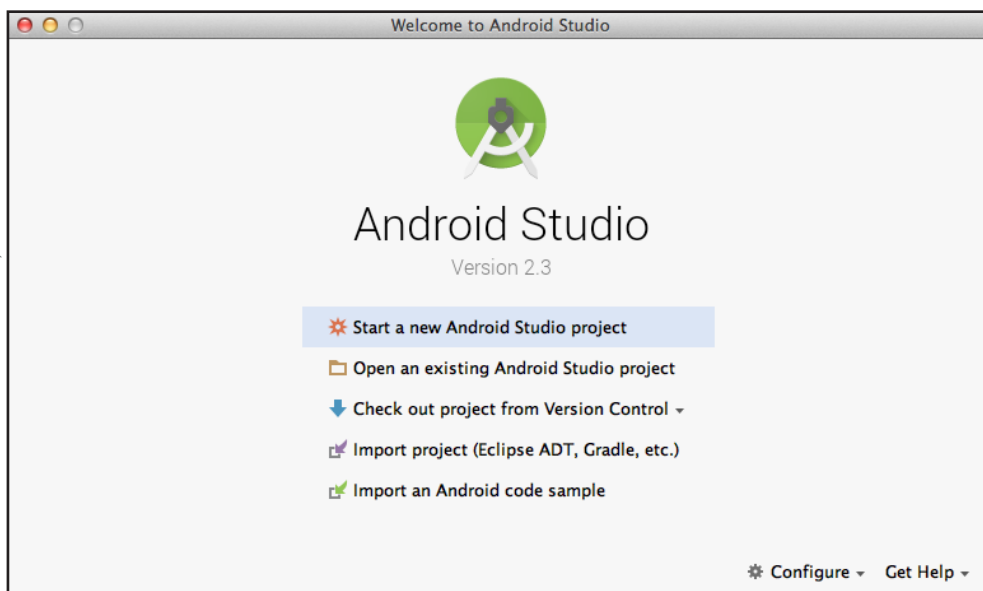 Welcome to Android Studio
Android Studio
Version 2.3
Start a new Android Studio project
Open an existing Android Studio project
Check out project from Version Control
Import project (Eclipse ADT, Gradle, etc.)
Import an Android code sample
Configure Get Help